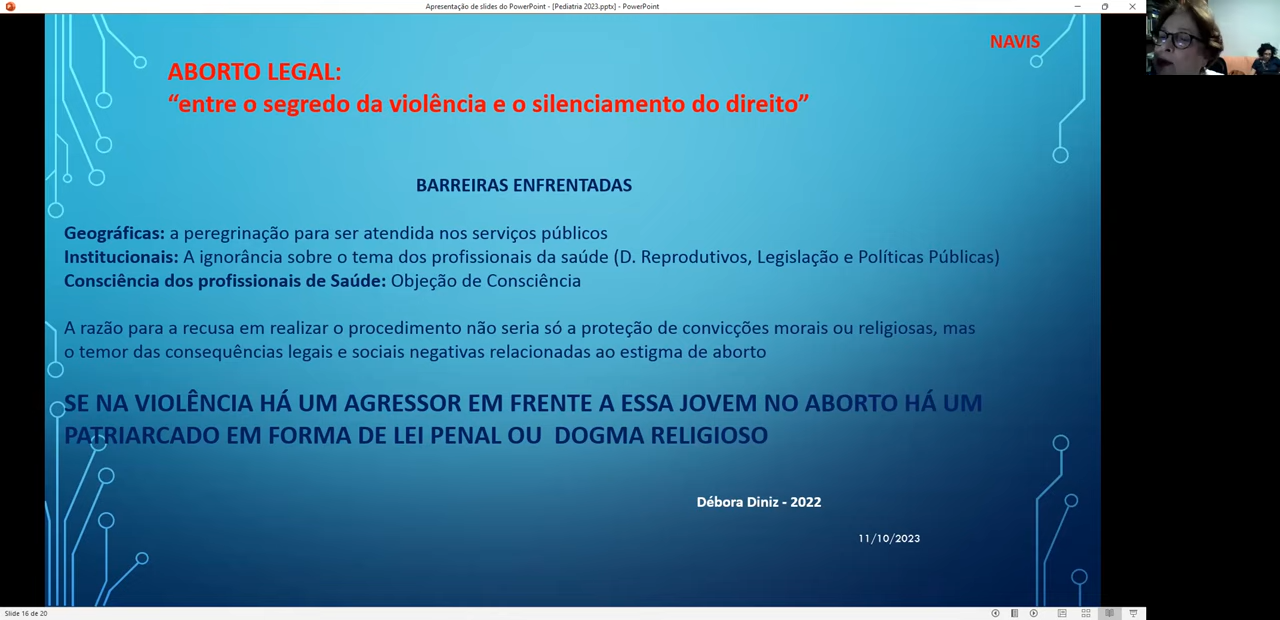 Apresentação de slides do PowerPoint - [Pediatria 2023.pptx] - PowerPoint
NAVIS
ABORTO LEGAL:
“entre o segredo da violência e o silenciamento do direito”
BARREIRAS ENFRENTADAS
Geográficas: a peregrinação para ser atendida nos serviços públicos
Institucionais: A ignorância sobre o tema dos profissionais da saúde (D. Reprodutivos, Legislação e Políticas Públicas)
Consciência dos profissionais de Saúde: Objeção de Consciência
A razão para a recusa em realizar o procedimento não seria só a proteção de convicções morais ou religiosas, mas
o temor das consequências legais e sociais negativas relacionadas ao estigma de aborto
SE NA VIOLÊNCIA HÁ UM AGRESSOR EM FRENTE A ESSA JOVEM NO ABORTO HÁ UM
PATRIARCADO EM FORMA DE LEI PENAL OU DOGMA RELIGIOSO
Débora Diniz - 2022
11/10/2023
Slide 16 de 20